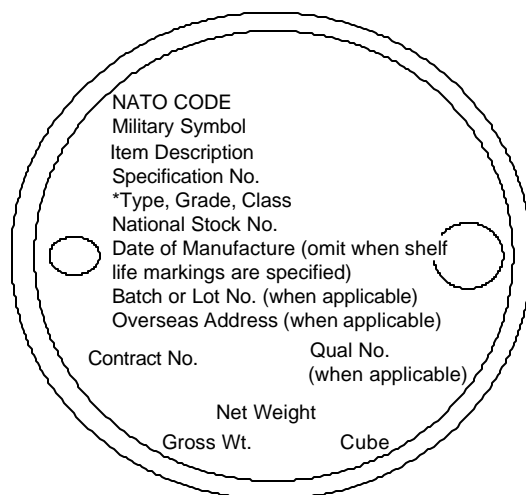 NATO CODE
Military Symbol
Item Description
Specification No.
*Type, Grade, Class
National Stock No.
Date of Manufacture (omit when shelf
life markings are specified)
Batch or Lot No. (when applicable)
Overseas Address (when applicable)
Contract No.
Qual No.
(when applicable)
Net Weight
Gross Wt. Cube